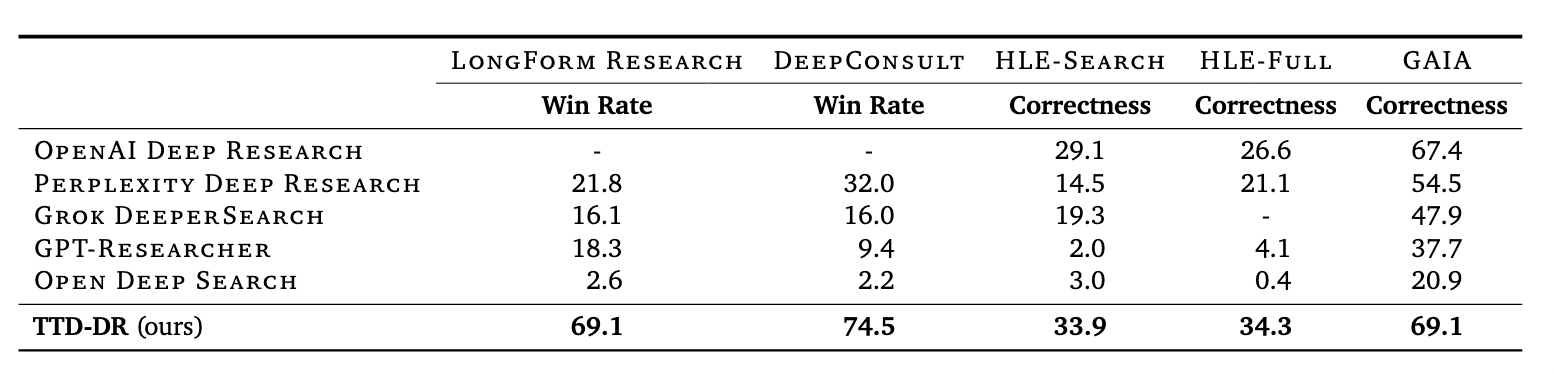 LongForm Research DeepConsult HLE-Search HLE-Full GAIA
Win Rate Win Rate Correctness Correctness Correctness
OpenAI Deep Research - - 29.1 26.6 67.4
Perplexity Deep Research 21.8 32.0 14.5 21.1 54.5
Grok DeeperSearch 16.1 16.0 19.3 - 47.9
GPT-Researcher 18.3 9.4 2.0 4.1 37.7
Open Deep Search 2.6 2.2 3.0 0.4 20.9
TTD-DR (ours) 69.1 74.5 33.9 34.3 69.1